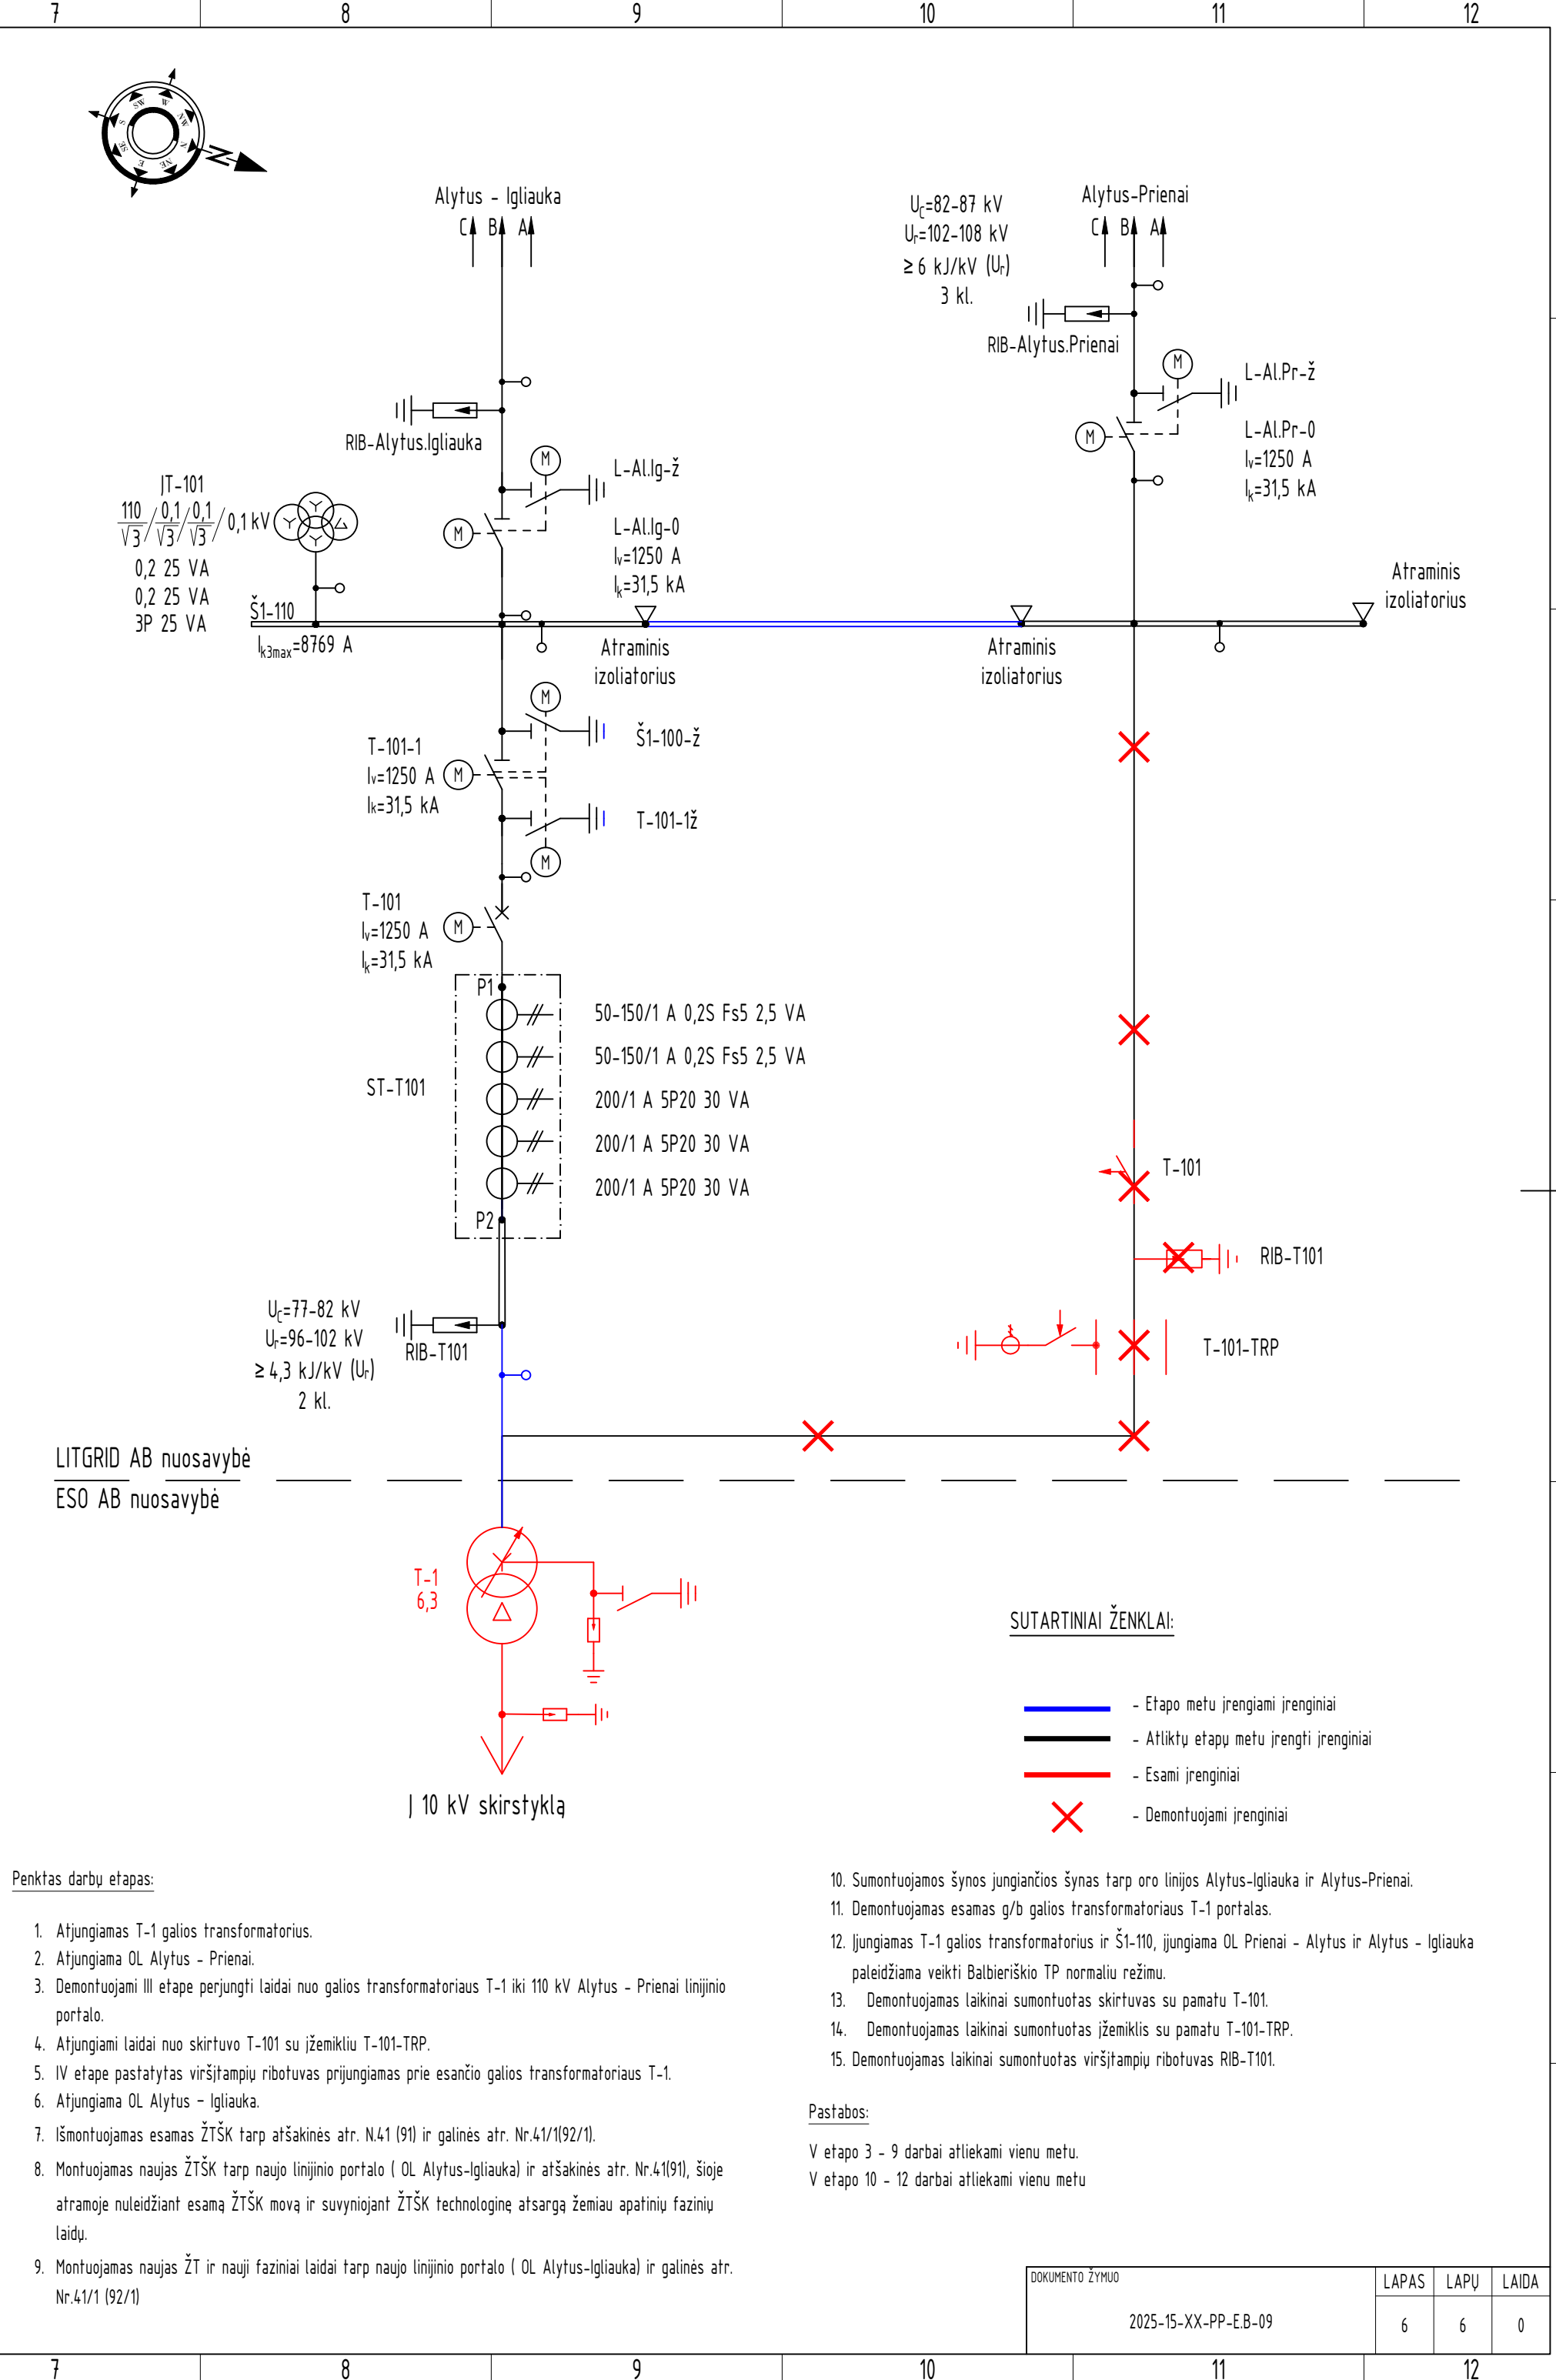 7 8 9 10 11 12
S SW W NW N NE E SE
N
Alytus - Igliauka
C B A
Alytus-Prienai
C B A
UC=82-87 kV
Ur=102-108 kV
≥ 6 kJ/kV (Ur)
3 kl.
RIB-Alytus.Prienai
M
L-Al.Pr-ž
M
L-Al.Pr-0
Iv=1250 A
Ik=31,5 kA
RIB-Alytus.Igliauka
M
L-Al.Ig-ž
M
L-Al.Ig-0
Iv=1250 A
Ik=31,5 kA
ĮT-101
110/√3/0,1/√3/0,1/√3/0,1 kV
0,2 25 VA
0,2 25 VA
3P 25 VA
Š1-110
Ik3max=8769 A
Atraminis
izoliatorius
Atraminis
izoliatorius
Atraminis
izoliatorius
M
Š1-100-ž
T-101-1
Iv=1250 A
Ik=31,5 kA
M
T-101-1ž
M
T-101
Iv=1250 A
Ik=31,5 kA
M
P1
50-150/1 A 0,2S Fs5 2,5 VA
50-150/1 A 0,2S Fs5 2,5 VA
ST-T101
200/1 A 5P20 30 VA
200/1 A 5P20 30 VA
200/1 A 5P20 30 VA
P2
T-101
RIB-T101
T-101-TRP
UC=77-82 kV
Ur=96-102 kV
≥ 4,3 kJ/kV (Ur)
2 kl.
RIB-T101
LITGRID AB nuosavybė
ESO AB nuosavybė
T-1
6,3
Į 10 kV skirstyklą
SUTARTINIAI ŽENKLAI:
- Etapo metu įrengiami įrenginiai
- Atliktų etapų metu įrengti įrenginiai
- Esami įrenginiai
- Demontuojami įrenginiai
Penktas darbų etapas:
1. Atjungiamas T-1 galios transformatorius.
2. Atjungiama OL Alytus - Prienai.
3. Demontuojami III etape perjungti laidai nuo galios transformatoriaus T-1 iki 110 kV Alytus - Prienai linijinio
portalo.
4. Atjungiami laidai nuo skirtuvo T-101 su įžemikliu T-101-TRP.
5. IV etape pastatytas viršįtampių ribotuvas prijungiamas prie esančio galios transformatoriaus T-1.
6. Atjungiama OL Alytus – Igliauka.
7. Išmontuojamas esamas ŽTŠK tarp atšakinės atr. N.41 (91) ir galinės atr. Nr.41/1(92/1).
8. Montuojamas naujas ŽTŠK tarp naujo linijinio portalo ( OL Alytus-Igliauka) ir atšakinės atr. Nr.41(91), šioje
atramoje nuleidžiant esamą ŽTŠK movą ir suvyniojant ŽTŠK technologinę atsargą žemiau apatinių fazinių
laidų.
9. Montuojamas naujas ŽT ir nauji faziniai laidai tarp naujo linijinio portalo ( OL Alytus-Igliauka) ir galinės atr.
Nr.41/1 (92/1)
10. Sumontuojamos šynos jungiančios šynas tarp oro linijos Alytus-Igliauka ir Alytus-Prienai.
11. Demontuojamas esamas g/b galios transformatoriaus T-1 portalas.
12. Įjungiamas T-1 galios transformatorius ir Š1-110, įjungiama OL Prienai - Alytus ir Alytus - Igliauka
paleidžiama veikti Balbieriškio TP normaliu režimu.
13. Demontuojamas laikinai sumontuotas skirtuvas su pamatu T-101.
14. Demontuojamas laikinai sumontuotas įžemiklis su pamatu T-101-TRP.
15. Demontuojamas laikinai sumontuotas viršįtampių ribotuvas RIB-T101.
Pastabos:
V etapo 3 - 9 darbai atliekami vienu metu.
V etapo 10 - 12 darbai atliekami vienu metu
DOKUMENTO ŽYMUO LAPAS LAPŲ LAIDA
2025-15-XX-PP-E.B-09 6 6 0
7 8 9 10 11 12